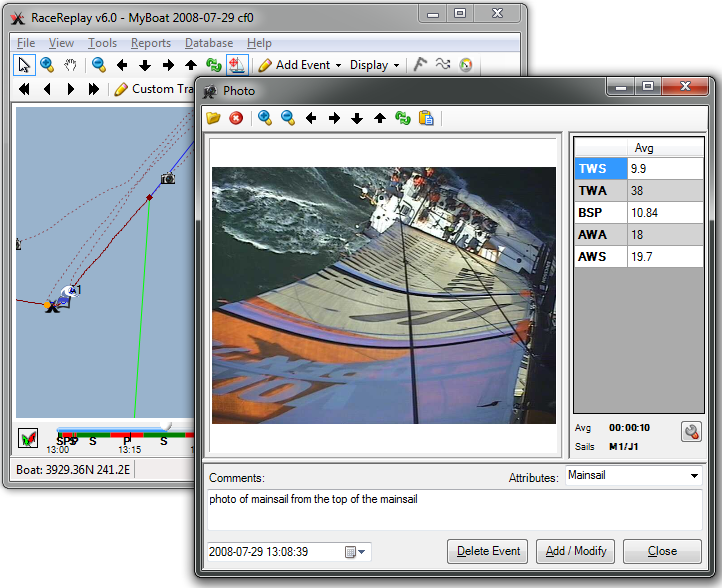 RaceReplay v6.0 - MyBoat 2008-07-29 cf0
File View Tools Reports Database Help
Add Event Display
Custom Tra
1
SPSP S P S
13:00 13:15
Boat: 3929.36N 241.2E
Photo
Avg
TWS 9.9
TWA 38
BSP 10.84
AWA 18
AWS 19.7
Avg 00:00:10
Sails M1/J1
Comments: Attributes: Mainsail
photo of mainsail from the top of the mainsail
2008-07-29 13:08:39 Delete Event Add / Modify Close